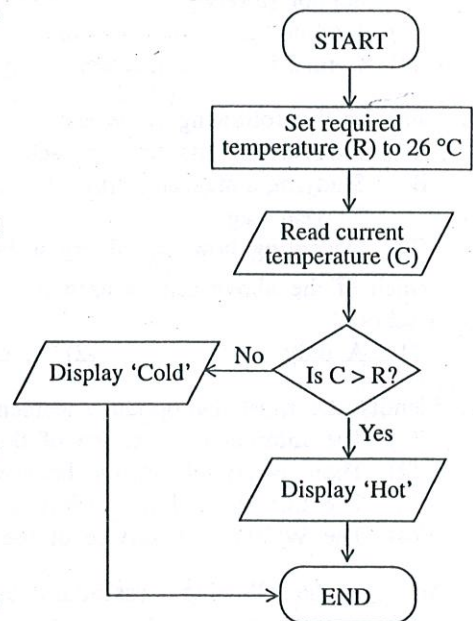 START
Set required
temperature (R) to 26 °C
Read current
temperature (C)
Is C > R?
No
Display ‘Cold’
Yes
Display ‘Hot’
END